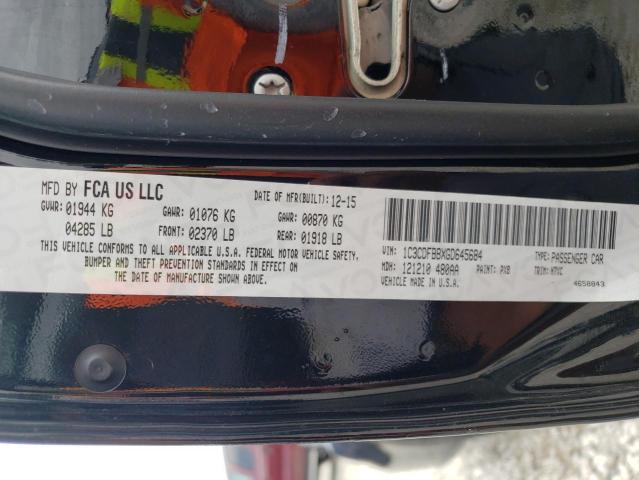 MFD BY FCA US LLC
DATE OF MFR(BUILT): 12-15
GVWR: 01944 KG
GAWR: 01076 KG
GAWR: 00870 KG
04285 LB
FRONT: 02370 LB
REAR: 01918 LB
THIS VEHICLE CONFORMS TO ALL APPLICABLE U.S.A. FEDERAL MOTOR VEHICLE SAFETY,
BUMPER AND THEFT PREVENTION STANDARDS IN EFFECT ON
THE DATE OF MANUFACTURE SHOWN ABOVE.
VIN: 1C3CDFBBXGD645684
TYPE: PASSENGER CAR
MDH: 121210 480AA
PAINT: PXB
TRIM: H7VC
VEHICLE MADE IN U.S.A.
4658843